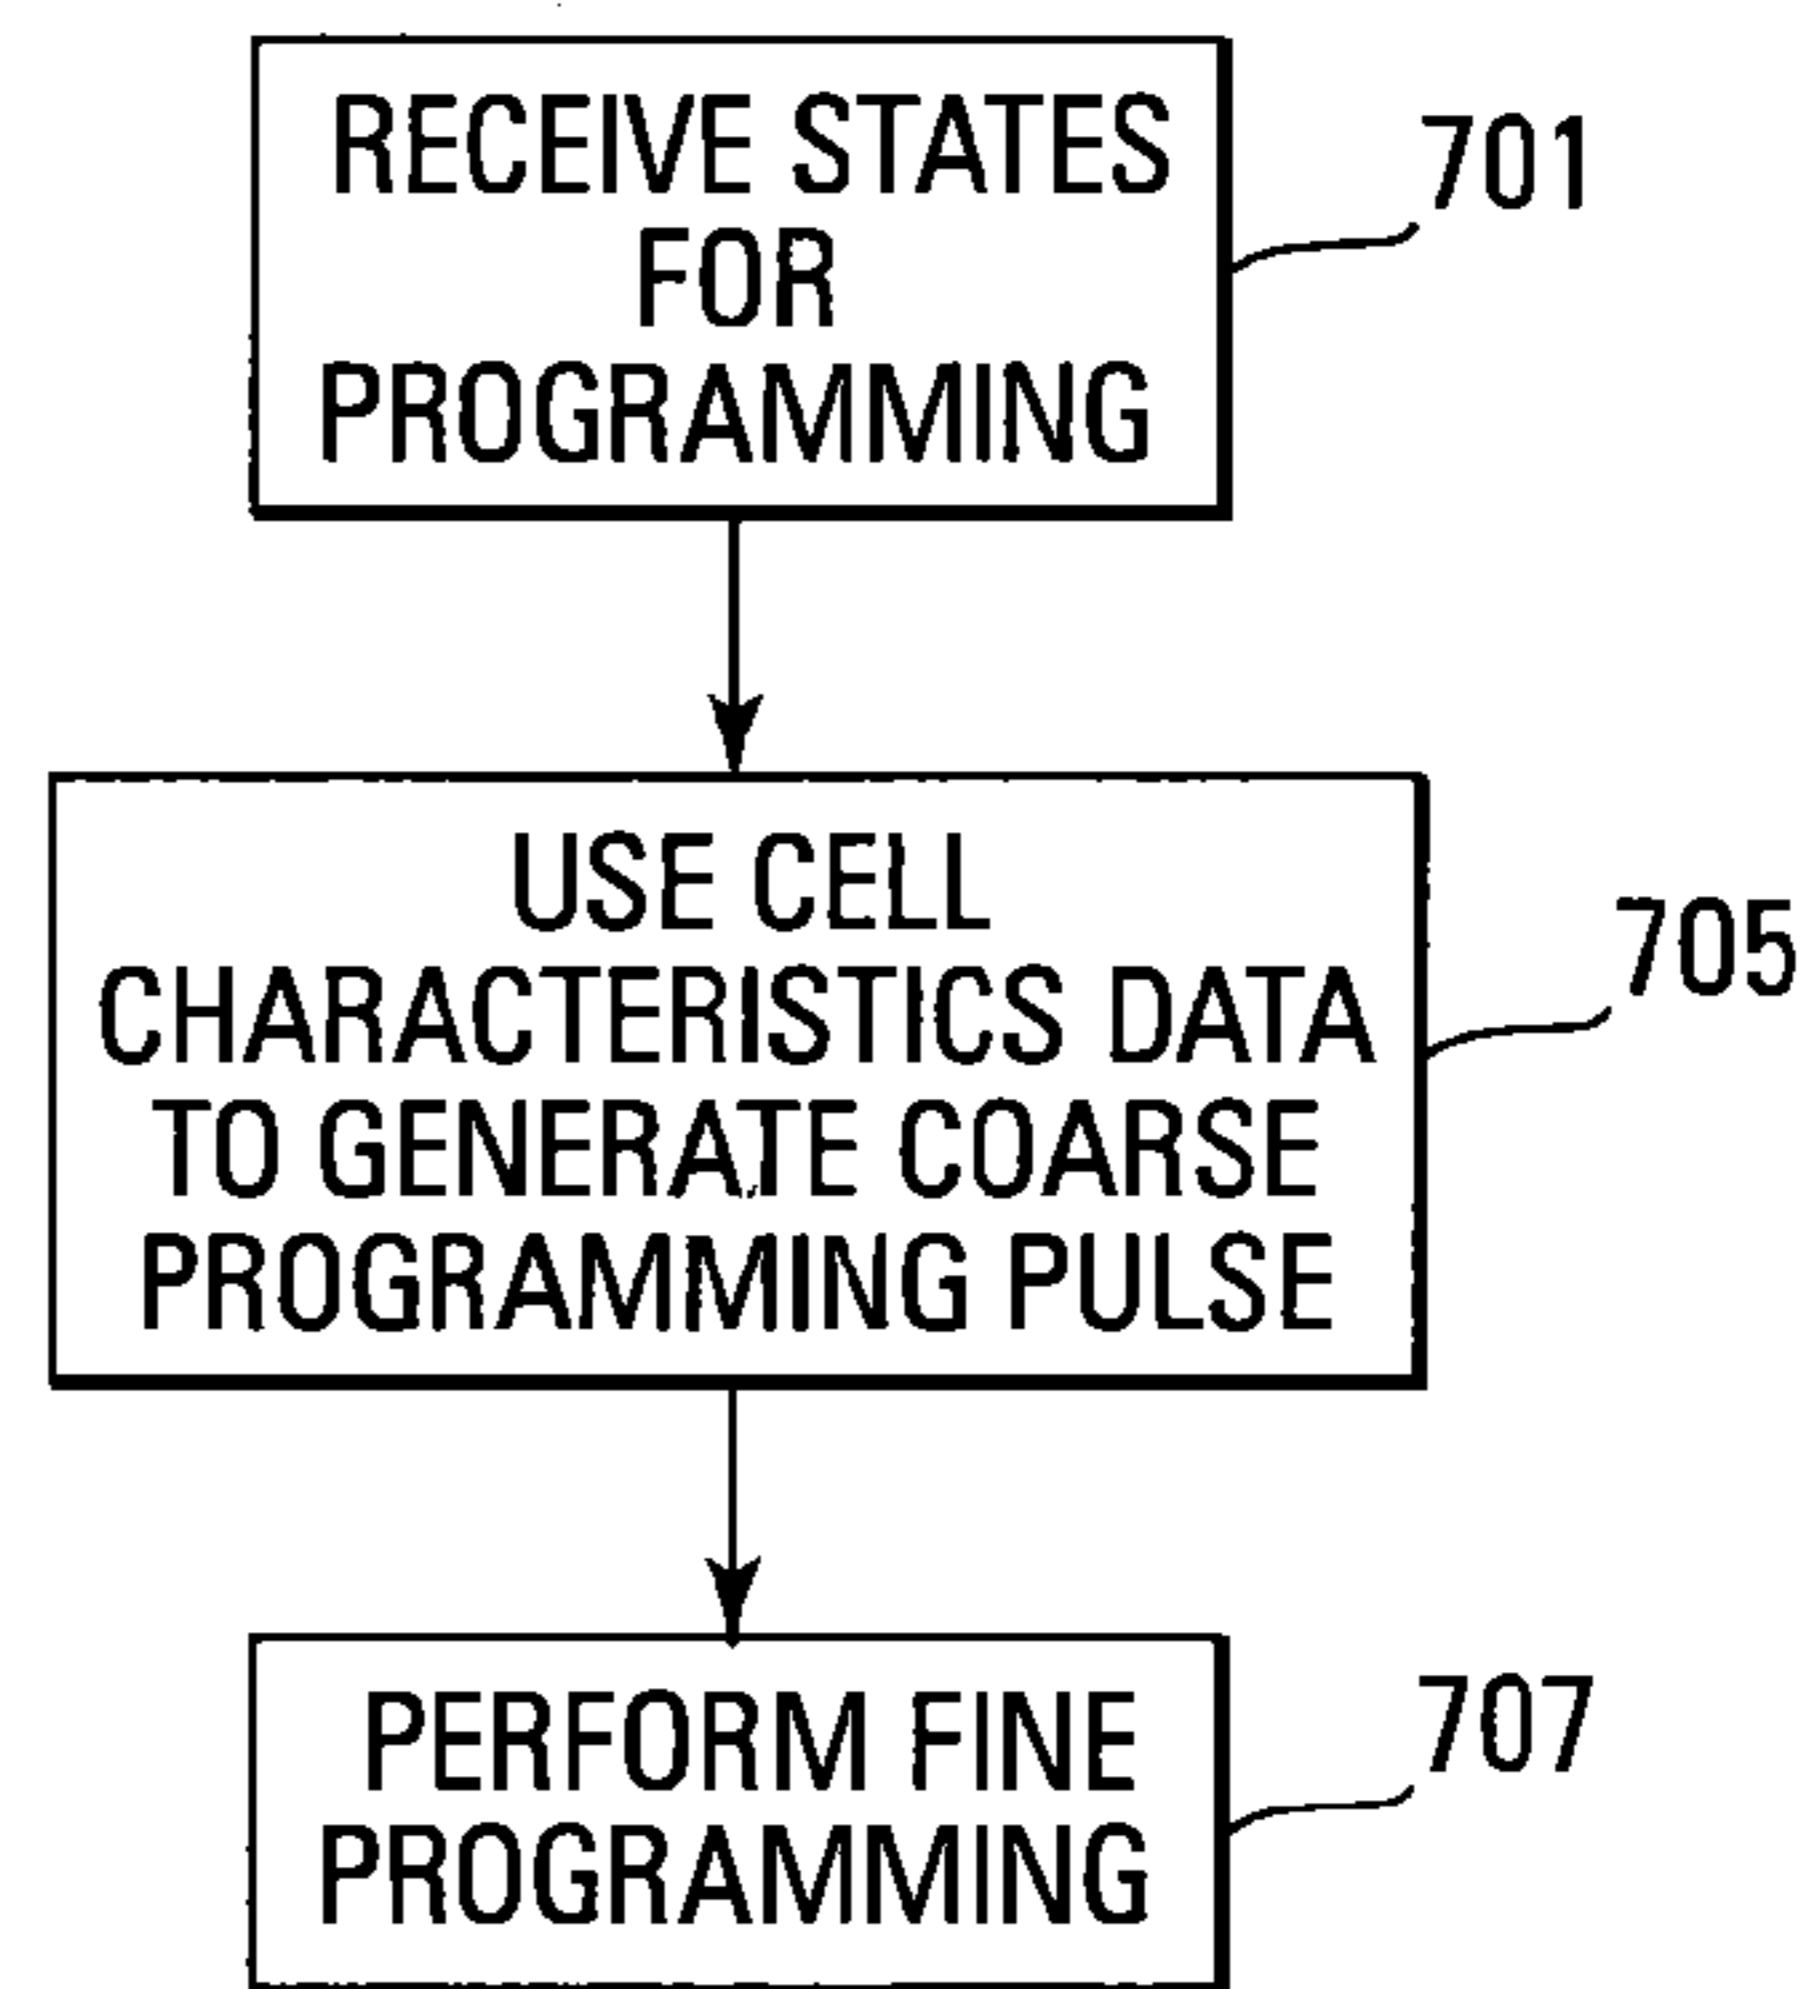 RECEIVE STATES
FOR
PROGRAMMING
701
USE CELL
CHARACTERISTICS DATA
TO GENERATE COARSE
PROGRAMMING PULSE
705
PERFORM FINE
PROGRAMMING
707